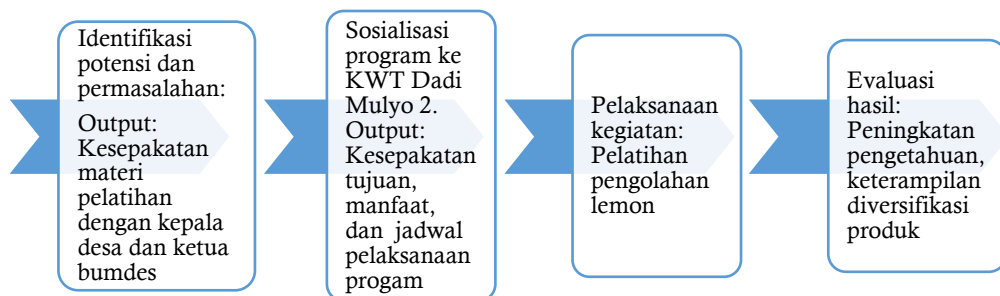 Identifikasi
potensi dan
permasalahan:
Output:
Kesepakatan
materi
pelatihan
dengan kepala
desa dan ketua
bumdes
Sosialisasi
program ke
KWT Dadi
Mulyo 2.
Output:
Kesepakatan
tujuan,
manfaat,
dan jadwal
pelaksanaan
progam
Pelaksanaan
kegiatan:
Pelatihan
pengolahan
lemon
Evaluasi
hasil:
Peningkatan
pengetahuan,
keterampilan
diversifikasi
produk